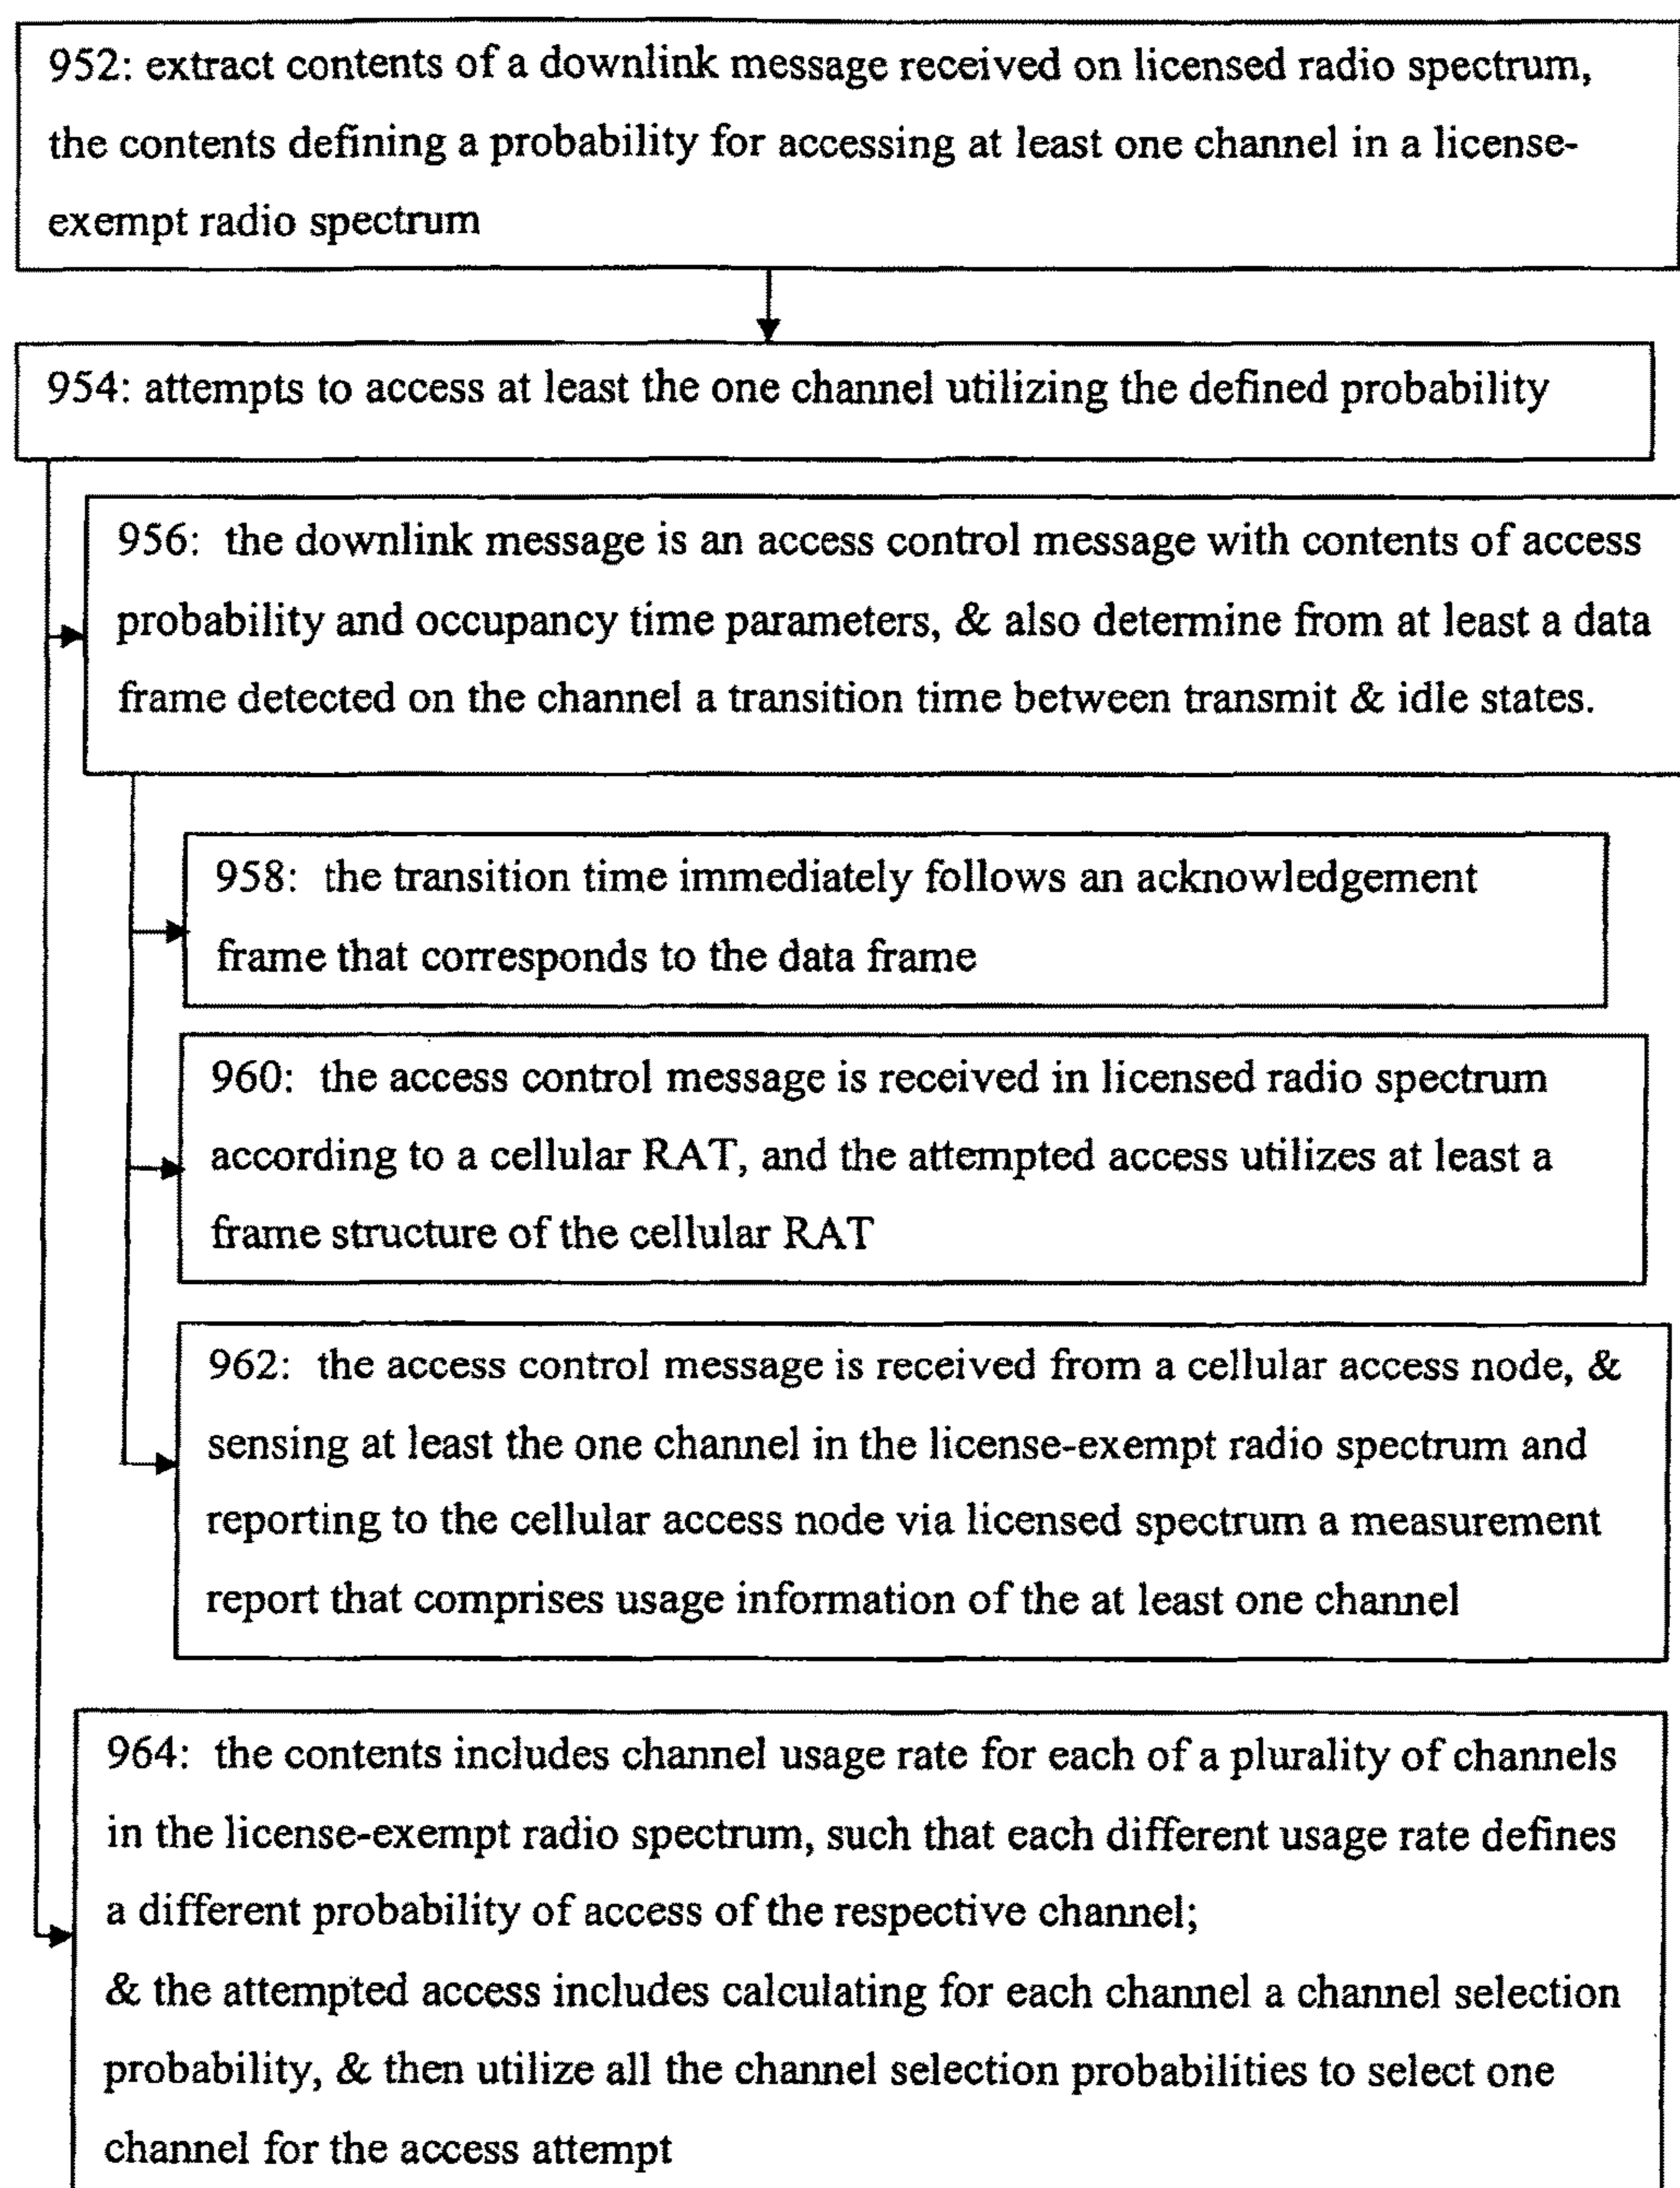 952: extract contents of a downlink message received on licensed radio spectrum,
the contents defining a probability for accessing at least one channel in a license-
exempt radio spectrum
954: attempts to access at least the one channel utilizing the defined probability
956: the downlink message is an access control message with contents of access
probability and occupancy time parameters, & also determine from at least a data
frame detected on the channel a transition time between transmit & idle states.
958: the transition time immediately follows an acknowledgement
frame that corresponds to the data frame
960: the access control message is received in licensed radio spectrum
according to a cellular RAT, and the attempted access utilizes at least a
frame structure of the cellular RAT
962: the access control message is received from a cellular access node, &
sensing at least the one channel in the license-exempt radio spectrum and
reporting to the cellular access node via licensed spectrum a measurement
report that comprises usage information of the at least one channel
964: the contents includes channel usage rate for each of a plurality of channels
in the license-exempt radio spectrum, such that each different usage rate defines
a different probability of access of the respective channel;
& the attempted access includes calculating for each channel a channel selection
probability, & then utilize all the channel selection probabilities to select one
channel for the access attempt